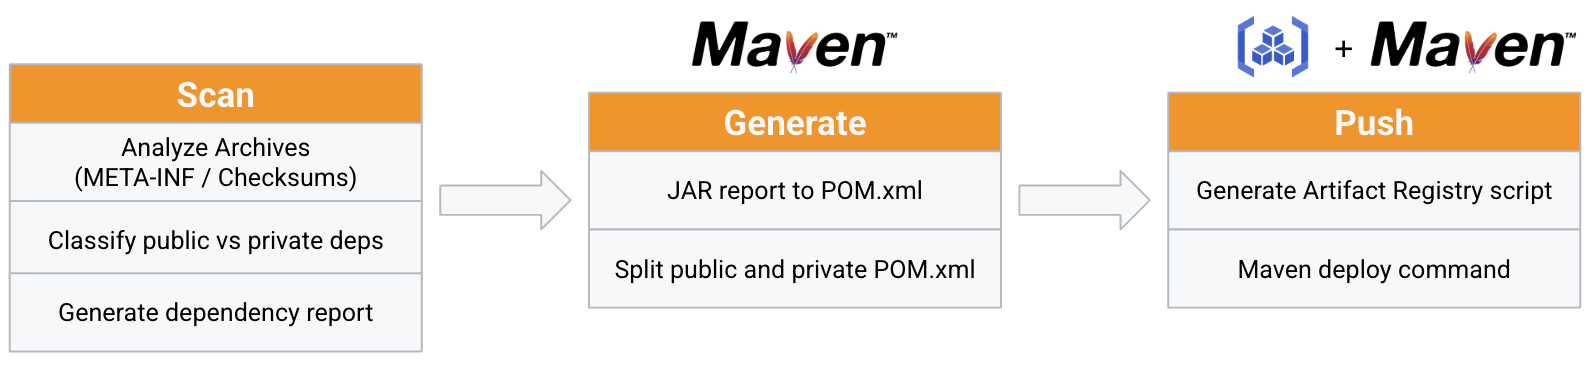 Scan
Analyze Archives
(META-INF / Checksums)
Classify public vs private deps
Generate dependency report
Maven™
Generate
JAR report to POM.xml
Split public and private POM.xml
+ Maven™
Push
Generate Artifact Registry script
Maven deploy command